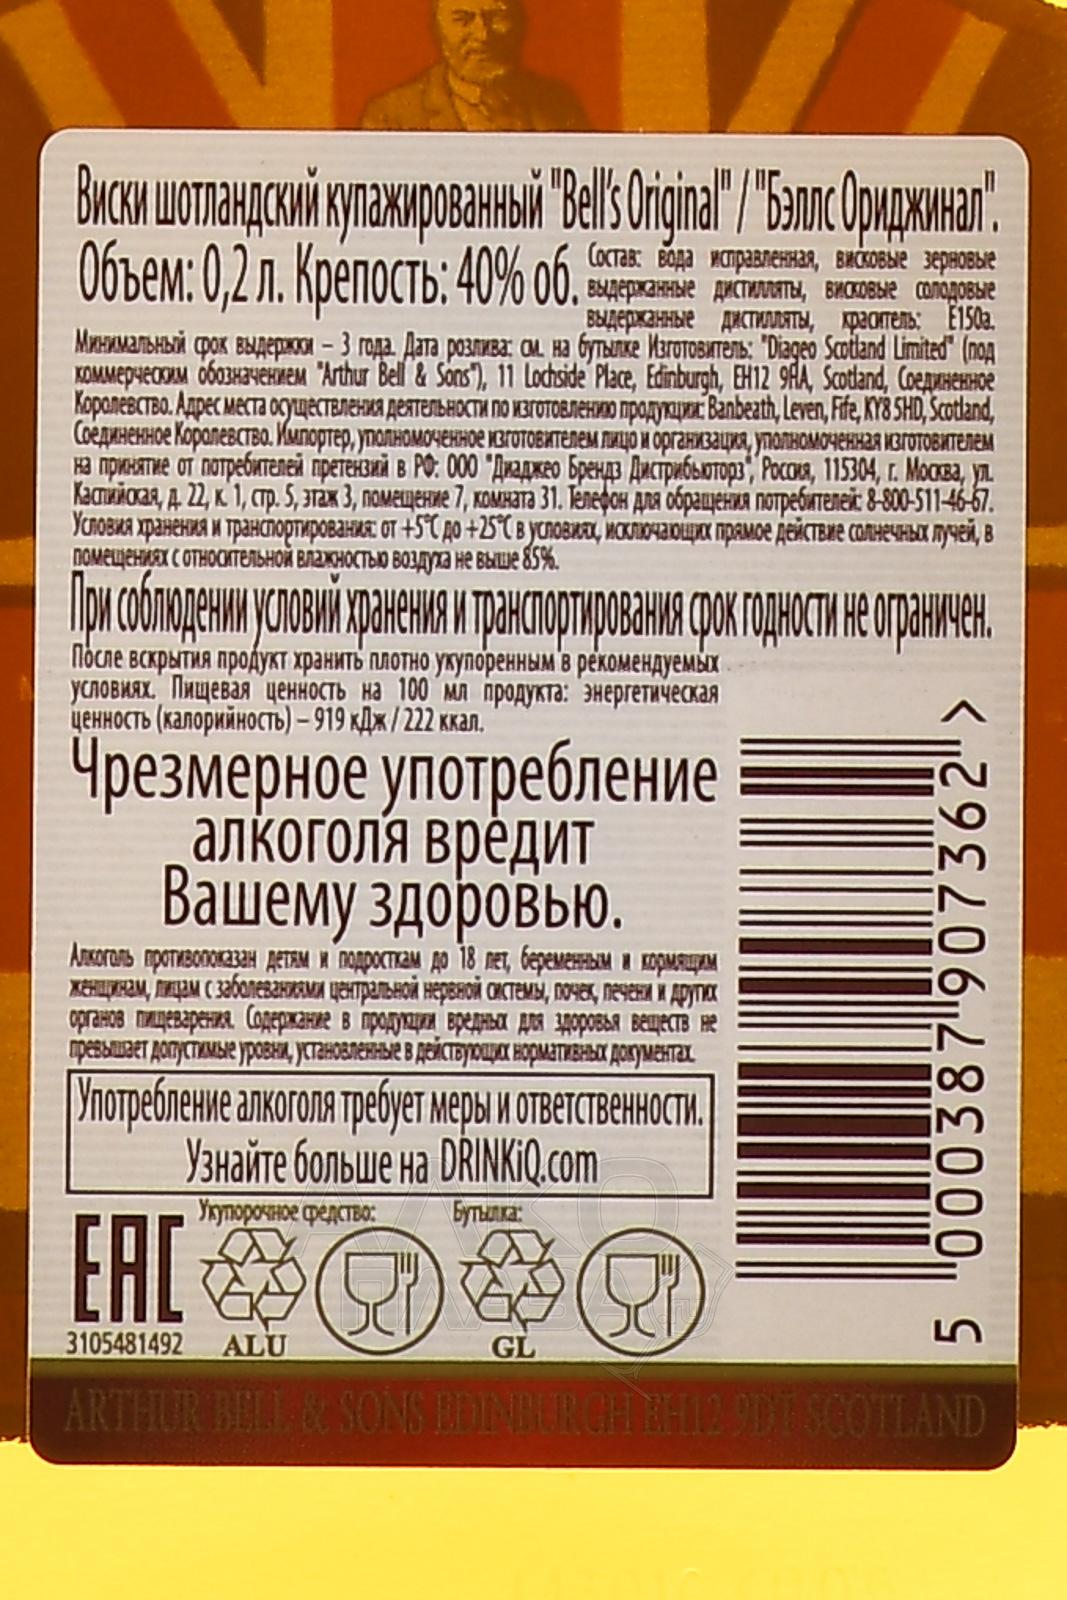 Виски шотландский купажированный "Bell's Original" / "Бэллс Ориджинал".
Объем: 0,2 л. Крепость: 40% об.
Состав: вода исправленная, висковые зерновые
выдержанные дистилляты, висковые солодовые
выдержанные дистилляты, краситель: Е150а.
Минимальный срок выдержки – 3 года. Дата розлива: см. на бутылке Изготовитель: "Diageo Scotland Limited" (под
коммерческим обозначением "Arthur Bell & Sons"), 11 Lochside Place, Edinburgh, EH12 9HA, Scotland, Соединенное
Королевство. Адрес места осуществления деятельности по изготовлению продукции: Banbeath, Leven, Fife, KY8 5HD, Scotland,
Соединенное Королевство. Импортер, уполномоченное изготовителем лицо и организация, уполномоченная изготовителем
на принятие от потребителей претензий в РФ: ООО "Диаджео Брендз Дистрибьюторз", Россия, 115304, г. Москва, ул.
Каспийская, д. 22, к. 1, стр. 5, этаж 3, помещение 7, комната 31. Телефон для обращения потребителей: 8-800-511-46-67.
Условия хранения и транспортирования: от +5℃ до +25℃ в условиях, исключающих прямое действие солнечных лучей, в
помещениях с относительной влажностью воздуха не выше 85%.
При соблюдении условий хранения и транспортирования срок годности не ограничен.
После вскрытия продукт хранить плотно укупоренным в рекомендуемых
условиях. Пищевая ценность на 100 мл продукта: энергетическая
ценность (калорийность) – 919 кДж / 222 ккал.
Чрезмерное употребление
алкоголя вредит
Вашему здоровью.
Алкоголь противопоказан детям и подросткам до 18 лет, беременным и кормящим
женщинам, лицам с заболеваниями центральной нервной системы, почек, печени и других
органов пищеварения. Содержание в продукции вредных для здоровья веществ не
превышает допустимые уровни, установленные в действующих нормативных документах.
Употребление алкоголя требует меры и ответственности.
Узнайте больше на DRINKiQ.com
Укупорочное средство:
Бутылка:
EAC
3105481492
ALU
GL
5 000387 907362 >
ARTHUR BELL & SONS EDINBURGH EH12 9DT SCOTLAND